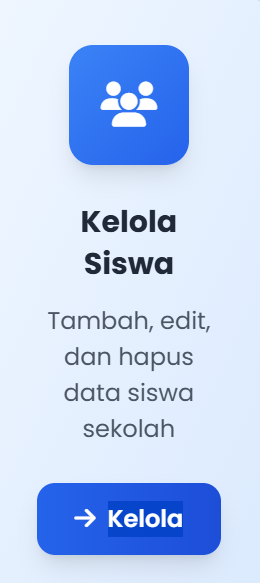 Kelola
Siswa
Tambah, edit,
dan hapus
data siswa
sekolah
→ Kelola